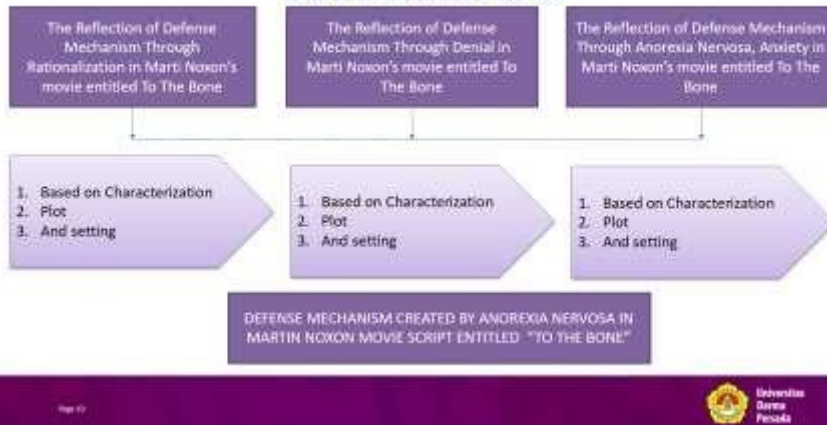 The Reflection of Defense
Mechanism Through
Rationalization in Marti Noxon's
movie entitled To The Bone
The Reflection of Defense
Mechanism Through Denial in
Marti Noxon's movie entitled To
The Bone
The Reflection of Defense Mechanism
Through Anorexia Nervosa, Anxiety in
Marti Noxon's movie entitled To The
Bone
1. Based on Characterization
2. Plot
3. And setting
1. Based on Characterization
2. Plot
3. And setting
1. Based on Characterization
2. Plot
3. And setting
DEFENSE MECHANISM CREATED BY ANOREXIA NERVOSA IN
MARTIN NOXON MOVIE SCRIPT ENTITLED "TO THE BONE"
Page
Universitas
Darma
Persada